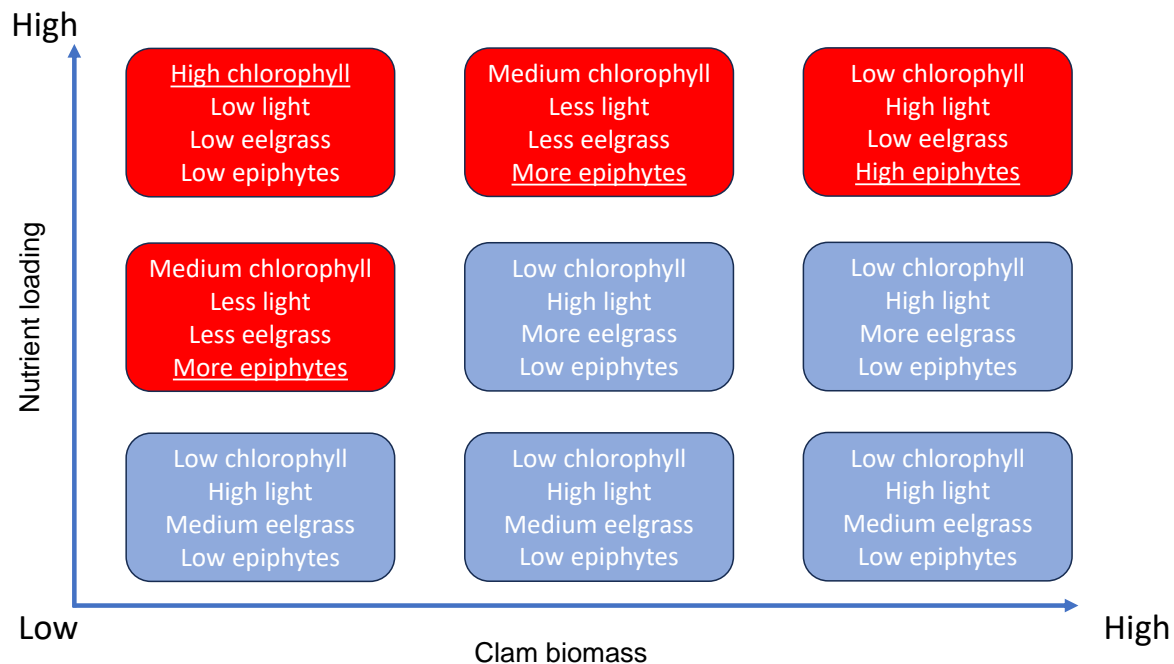 High
High chlorophyll
Low light
Low eelgrass
Low epiphytes
Medium chlorophyll
Less light
Less eelgrass
More epiphytes
Low chlorophyll
High light
Low eelgrass
High epiphytes
Nutrient loading
Medium chlorophyll
Less light
Less eelgrass
More epiphytes
Low chlorophyll
High light
More eelgrass
Low epiphytes
Low chlorophyll
High light
More eelgrass
Low epiphytes
Low chlorophyll
High light
Medium eelgrass
Low epiphytes
Low chlorophyll
High light
Medium eelgrass
Low epiphytes
Low chlorophyll
High light
Medium eelgrass
Low epiphytes
Low
Clam biomass
High